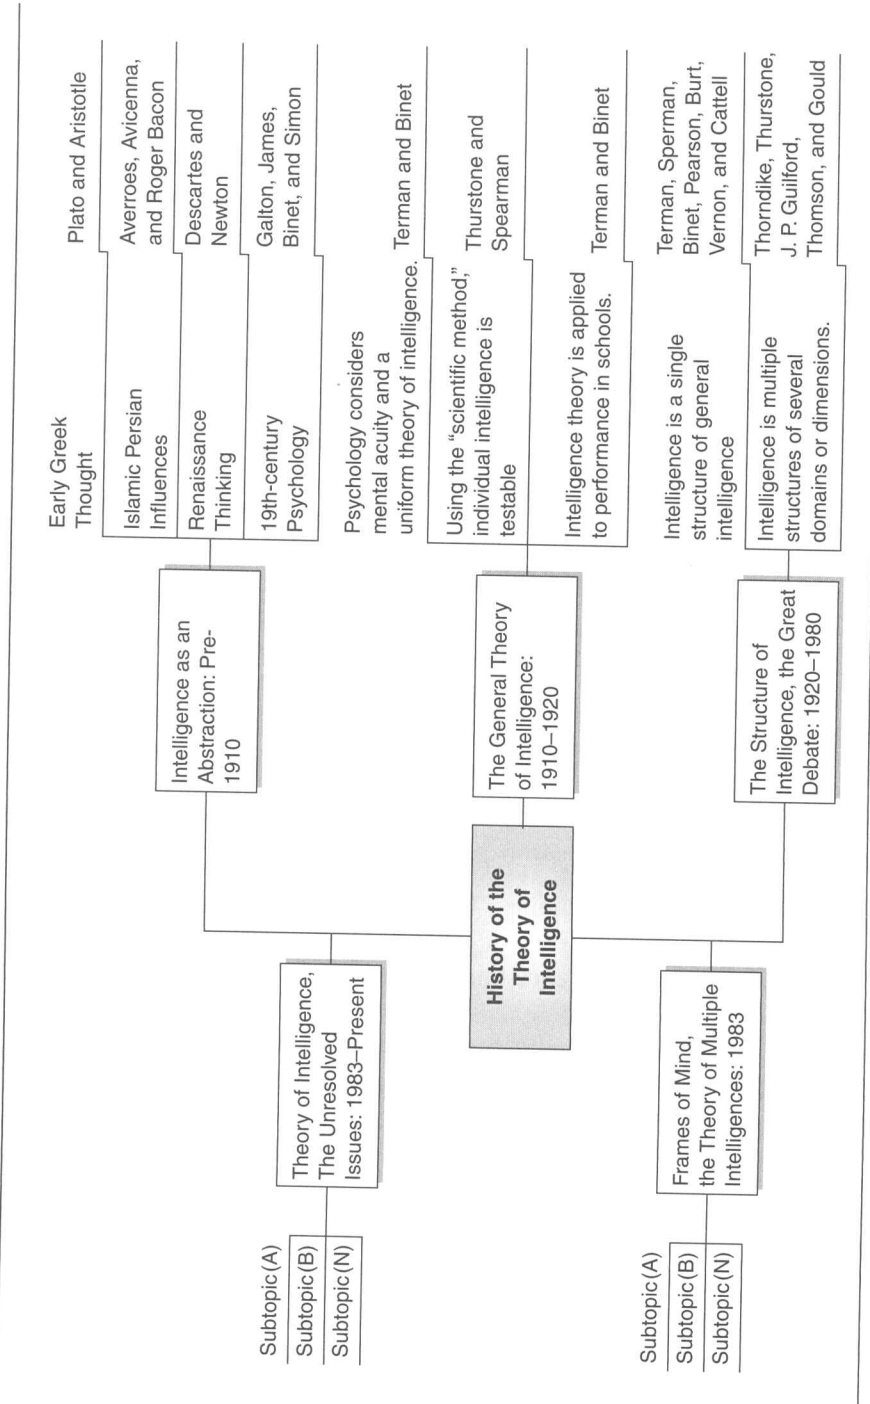 Subtopic(A)
Subtopic(B)
Subtopic(N)
Theory of Intelligence,
The Unresolved
Issues: 1983–Present
Subtopic(A)
Subtopic(B)
Subtopic(N)
Frames of Mind,
the Theory of Multiple
Intelligences: 1983
History of the
Theory of
Intelligence
Intelligence as an
Abstraction: Pre-
1910
Early Greek
Thought
Plato and Aristotle
Islamic Persian
Influences
Averroes, Avicenna,
and Roger Bacon
Renaissance
Thinking
Descartes and
Newton
19th-century
Psychology
Galton, James,
Binet, and Simon
The General Theory
of Intelligence:
1910–1920
Psychology considers
mental acuity and a
uniform theory of intelligence.
Terman and Binet
Using the “scientific method,”
individual intelligence is
testable
Thurstone and
Spearman
Intelligence theory is applied
to performance in schools.
Terman and Binet
The Structure of
Intelligence, the Great
Debate: 1920–1980
Intelligence is a single
structure of general
intelligence
Terman, Sperman,
Binet, Pearson, Burt,
Vernon, and Cattell
Intelligence is multiple
structures of several
domains or dimensions.
Thorndike, Thurstone,
J. P. Guilford,
Thomson, and Gould